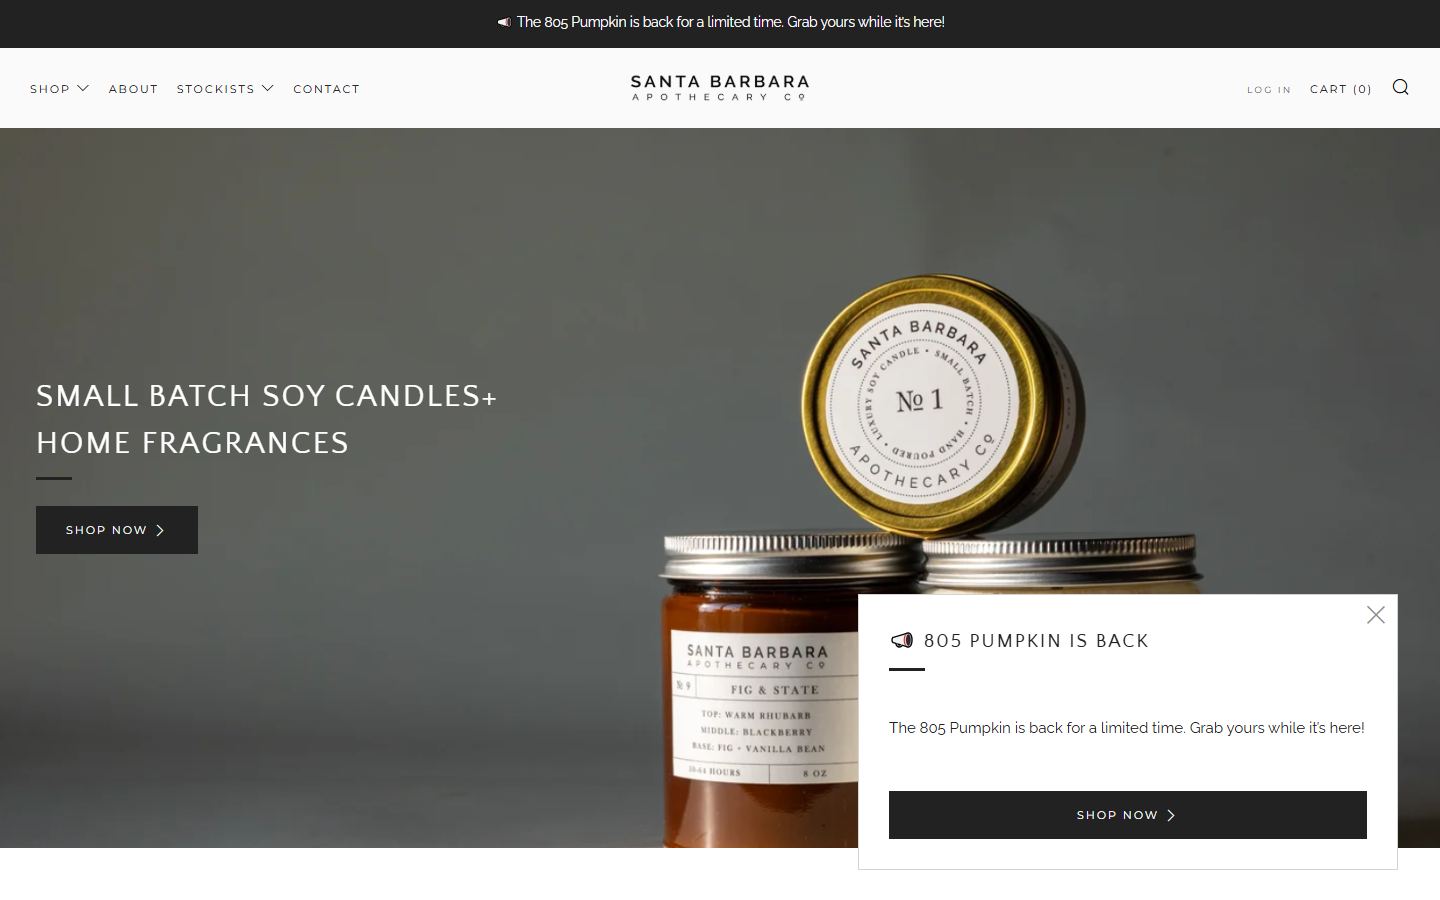 The 805 Pumpkin is back for a limited time. Grab yours while it's here!
SHOP
ABOUT
STOCKISTS
CONTACT
SANTA BARBARA
APOTHECARY CO
LOG IN
CART (0)
SMALL BATCH SOY CANDLES+
HOME FRAGRANCES
SHOP NOW
SANTA BARBARA
APOTHECARY CO
LUXURY SOY CANDLE • SMALL BATCH • HAND POURED •
№ 1
SANTA BARBARA
APOTHECARY CO
№ 9
FIG & STATE
TOP: WARM RHUBARB
MIDDLE: BLACKBERRY
BASE: FIG + VANILLA BEAN
8 OZ
805 PUMPKIN IS BACK
The 805 Pumpkin is back for a limited time. Grab yours while it's here!
SHOP NOW